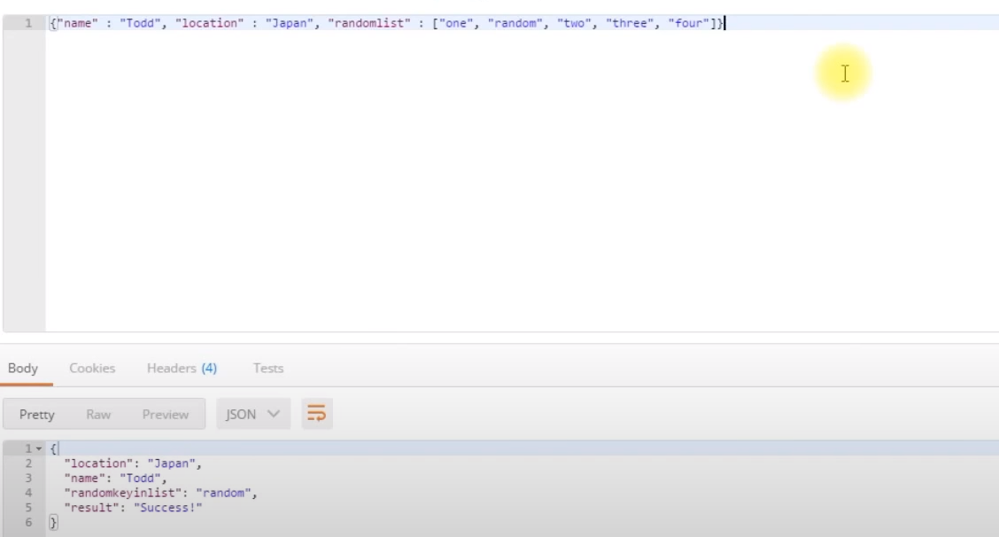 1 {"name" : "Todd", "location" : "Japan", "randomlist" : ["one", "random", "two", "three", "four"]}
Body Cookies Headers (4) Tests
Pretty Raw Preview JSON
1 {
2 "location": "Japan",
3 "name": "Todd",
4 "randomkeyinlist": "random",
5 "result": "Success!"
6 }